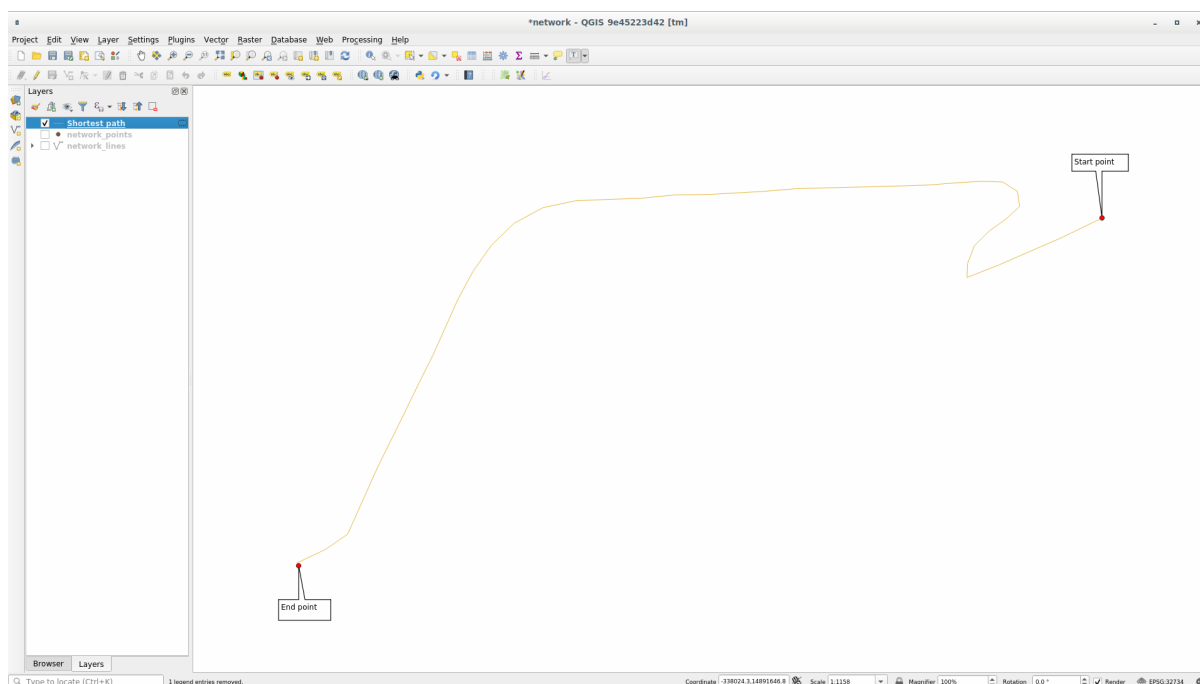 *network - QGIS 9e45223d42 [tm]
Project Edit View Layer Settings Plugins Vector Raster Database Web Processing Help
Layers
Shortest path
network_points
network_lines
Start point
End point
Browser Layers
Type to locate (Ctrl+K) 1 legend entries removed. Coordinate -338024.3,14891646.8 Scale 1:1158 Magnifier 100% Rotation 0.0 ° Render EPSG:32734